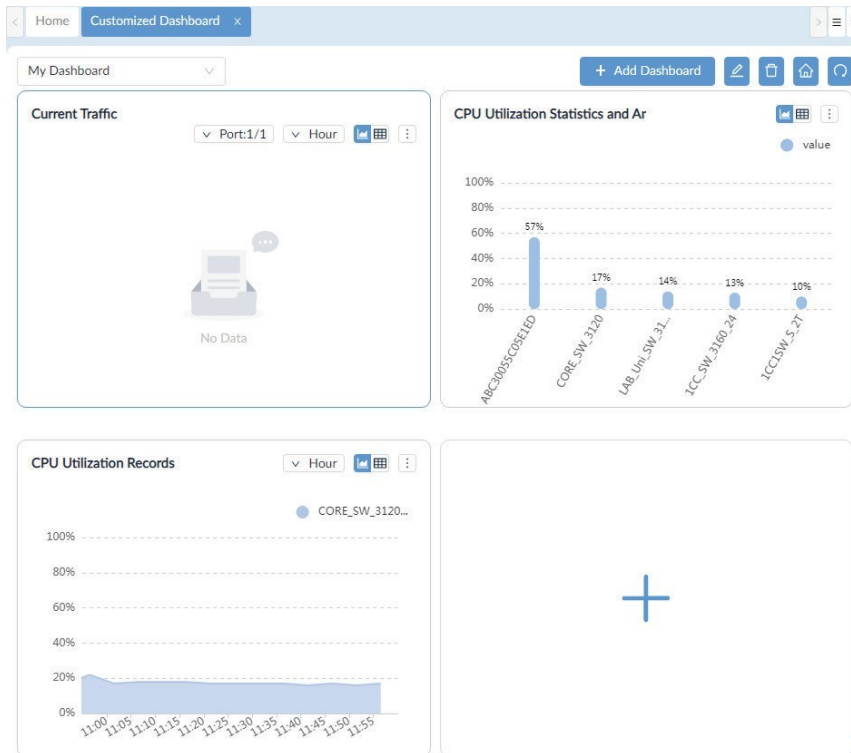 Home
Customized Dashboard x
My Dashboard
+ Add Dashboard
Current Traffic
Port:1/1
Hour
No Data
CPU Utilization Statistics and Ar
value
100%
80%
60%
40%
20%
0%
57%
17%
14%
13%
10%
ABC30055C05E1ED
CORE_SW_3120
LAB_Uni_SW_31...
1CC_SW_3160_24
1CC1SW_S_2T
CPU Utilization Records
Hour
CORE_SW_3120...
100%
80%
60%
40%
20%
0%
11:00
11:05
11:10
11:15
11:20
11:25
11:30
11:35
11:40
11:45
11:50
11:55